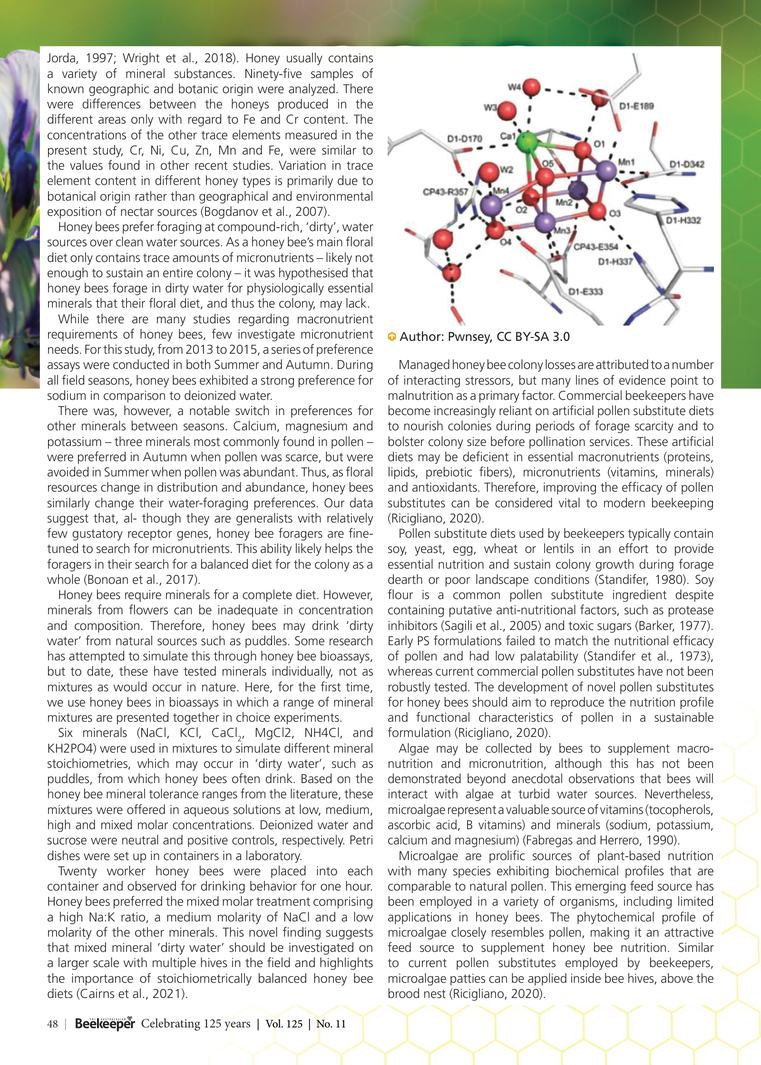 Jorda, 1997; Wright et al., 2018). Honey usually contains
a variety of mineral substances. Ninety-five samples of
known geographic and botanic origin were analyzed. There
were differences between the honeys produced in the
different areas only with regard to Fe and Cr content. The
concentrations of the other trace elements measured in the
present study, Cr, Ni, Cu, Zn, Mn and Fe, were similar to
the values found in other recent studies. Variation in trace
element content in different honey types is primarily due to
botanical origin rather than geographical and environmental
exposition of nectar sources (Bogdanov et al., 2007).
Honey bees prefer foraging at compound-rich, ‘dirty’, water
sources over clean water sources. As a honey bee’s main floral
diet only contains trace amounts of micronutrients – likely not
enough to sustain an entire colony – it was hypothesised that
honey bees forage in dirty water for physiologically essential
minerals that their floral diet, and thus the colony, may lack.
While there are many studies regarding macronutrient
requirements of honey bees, few investigate micronutrient
needs. For this study, from 2013 to 2015, a series of preference
assays were conducted in both Summer and Autumn. During
all field seasons, honey bees exhibited a strong preference for
sodium in comparison to deionized water.
There was, however, a notable switch in preferences for
other minerals between seasons. Calcium, magnesium and
potassium – three minerals most commonly found in pollen –
were preferred in Autumn when pollen was scarce, but were
avoided in Summer when pollen was abundant. Thus, as floral
resources change in distribution and abundance, honey bees
similarly change their water-foraging preferences. Our data
suggest that, al- though they are generalists with relatively
few gustatory receptor genes, honey bee foragers are fine-
tuned to search for micronutrients. This ability likely helps the
foragers in their search for a balanced diet for the colony as a
whole (Bonoan et al., 2017).
Honey bees require minerals for a complete diet. However,
minerals from flowers can be inadequate in concentration
and composition. Therefore, honey bees may drink ‘dirty
water’ from natural sources such as puddles. Some research
has attempted to simulate this through honey bee bioassays,
but to date, these have tested minerals individually, not as
mixtures as would occur in nature. Here, for the first time,
we use honey bees in bioassays in which a range of mineral
mixtures are presented together in choice experiments.
Six minerals (NaCl, KCl, CaCl₂, MgCl2, NH4Cl, and
KH2PO4) were used in mixtures to simulate different mineral
stoichiometries, which may occur in ‘dirty water’, such as
puddles, from which honey bees often drink. Based on the
honey bee mineral tolerance ranges from the literature, these
mixtures were offered in aqueous solutions at low, medium,
high and mixed molar concentrations. Deionized water and
sucrose were neutral and positive controls, respectively. Petri
dishes were set up in containers in a laboratory.
Twenty worker honey bees were placed into each
container and observed for drinking behavior for one hour.
Honey bees preferred the mixed molar treatment comprising
a high Na:K ratio, a medium molarity of NaCl and a low
molarity of the other minerals. This novel finding suggests
that mixed mineral ‘dirty water’ should be investigated on
a larger scale with multiple hives in the field and highlights
the importance of stoichiometrically balanced honey bee
diets (Cairns et al., 2021).
W4
D1-E189
W3
Ca1
D1-D170
O1
O5
Mn1
D1-D342
W2
CP43-R357
Mn4
Mn2
O2
O3
D1-H332
Mn3
O4
CP43-E354
D1-H337
D1-E333
Author: Pwnsey, CC BY-SA 3.0
Managed honey bee colony losses are attributed to a number
of interacting stressors, but many lines of evidence point to
malnutrition as a primary factor. Commercial beekeepers have
become increasingly reliant on artificial pollen substitute diets
to nourish colonies during periods of forage scarcity and to
bolster colony size before pollination services. These artificial
diets may be deficient in essential macronutrients (proteins,
lipids, prebiotic fibers), micronutrients (vitamins, minerals)
and antioxidants. Therefore, improving the efficacy of pollen
substitutes can be considered vital to modern beekeeping
(Ricigliano, 2020).
Pollen substitute diets used by beekeepers typically contain
soy, yeast, egg, wheat or lentils in an effort to provide
essential nutrition and sustain colony growth during forage
dearth or poor landscape conditions (Standifer, 1980). Soy
flour is a common pollen substitute ingredient despite
containing putative anti-nutritional factors, such as protease
inhibitors (Sagili et al., 2005) and toxic sugars (Barker, 1977).
Early PS formulations failed to match the nutritional efficacy
of pollen and had low palatability (Standifer et al., 1973),
whereas current commercial pollen substitutes have not been
robustly tested. The development of novel pollen substitutes
for honey bees should aim to reproduce the nutrition profile
and functional characteristics of pollen in a sustainable
formulation (Ricigliano, 2020).
Algae may be collected by bees to supplement macro-
nutrition and micronutrition, although this has not been
demonstrated beyond anecdotal observations that bees will
interact with algae at turbid water sources. Nevertheless,
microalgae represent a valuable source of vitamins (tocopherols,
ascorbic acid, B vitamins) and minerals (sodium, potassium,
calcium and magnesium) (Fabregas and Herrero, 1990).
Microalgae are prolific sources of plant-based nutrition
with many species exhibiting biochemical profiles that are
comparable to natural pollen. This emerging feed source has
been employed in a variety of organisms, including limited
applications in honey bees. The phytochemical profile of
microalgae closely resembles pollen, making it an attractive
feed source to supplement honey bee nutrition. Similar
to current pollen substitutes employed by beekeepers,
microalgae patties can be applied inside bee hives, above the
brood nest (Ricigliano, 2020).
48 | Beekeeper Celebrating 125 years | Vol. 125 | No. 11